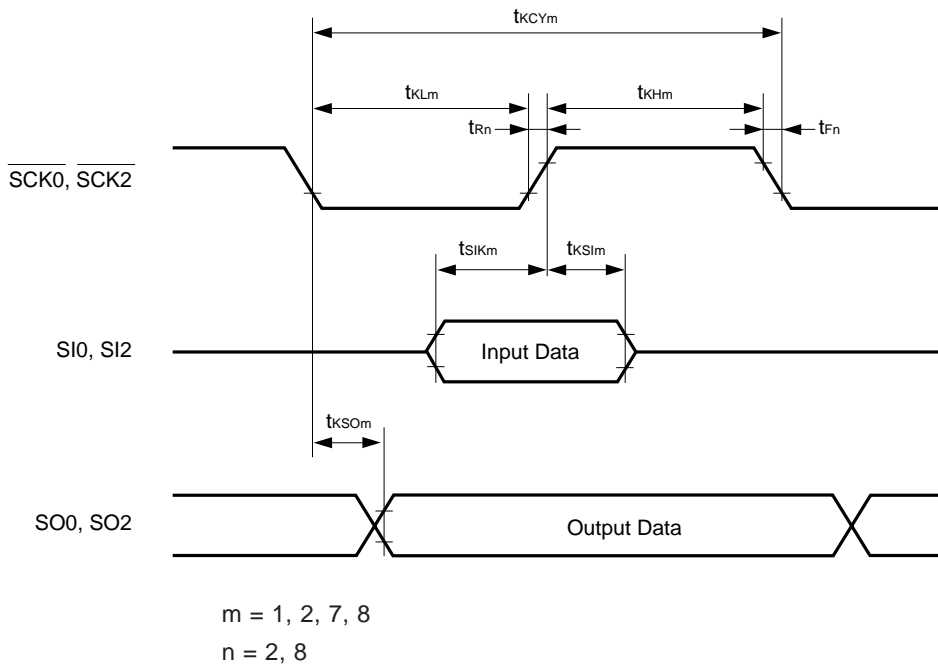 tKCYm
tKLm
tKHm
tRn
tFn
SCK0, SCK2
tSIKm
tKSIm
SI0, SI2
Input Data
tKSOm
SO0, SO2
Output Data
m = 1, 2, 7, 8
n = 2, 8